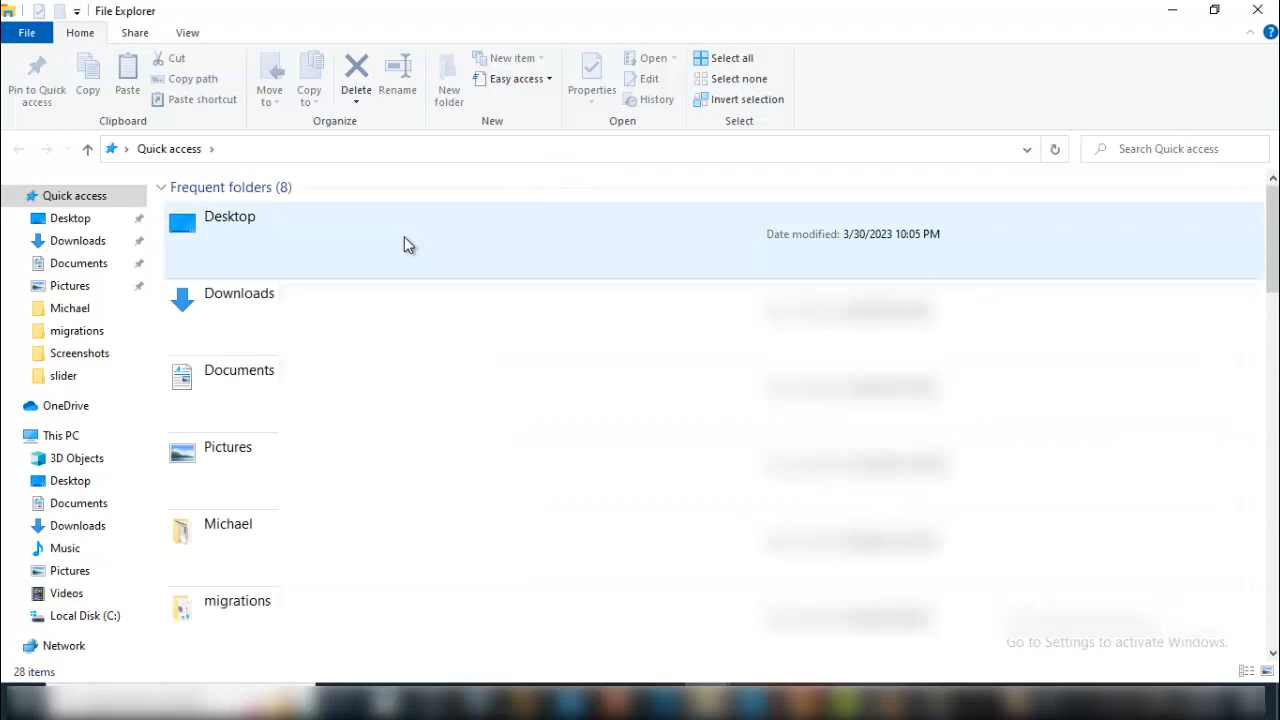 File Explorer
File
Home
Share
View
Pin to Quick access
Copy
Paste
Cut
Copy path
Paste shortcut
Clipboard
Move to
Copy to
Delete
Rename
Organize
New folder
New item
Easy access
New
Properties
Open
Edit
History
Open
Select all
Select none
Invert selection
Select
Quick access
Search Quick access
Quick access
Desktop
Downloads
Documents
Pictures
Michael
migrations
Screenshots
slider
OneDrive
This PC
3D Objects
Desktop
Documents
Downloads
Music
Pictures
Videos
Local Disk (C:)
Network
Frequent folders (8)
Desktop
Date modified: 3/30/2023 10:05 PM
Downloads
Documents
Pictures
Michael
migrations
Go to Settings to activate Windows.
28 items